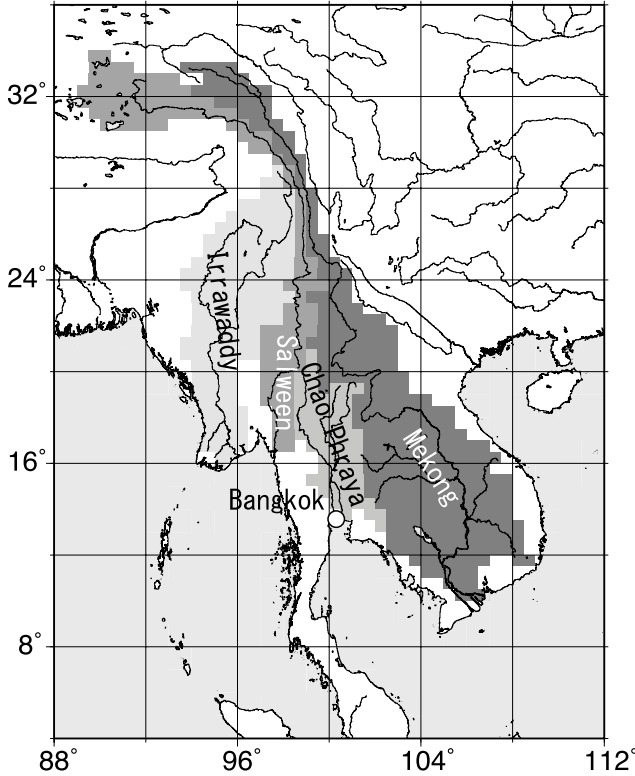 32°
24°
Irrawaddy
Salween
Chao Phraya
Mekong
16°
Bangkok
8°
88°
96°
104°
112°